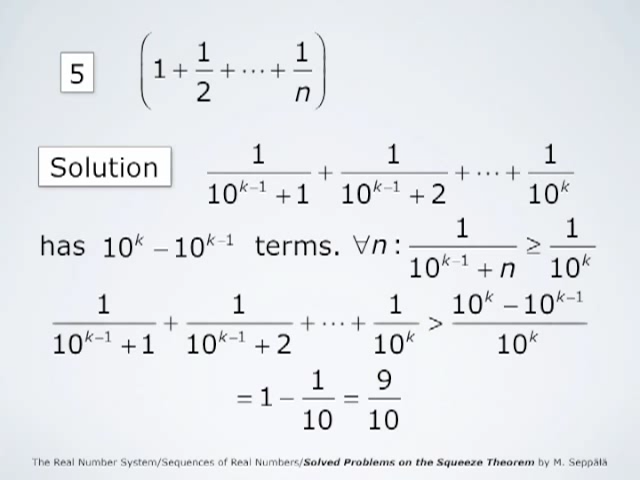 5 (1 + 1/2 + ··· + 1/n)
Solution 1/(10^(k−1) + 1) + 1/(10^(k−1) + 2) + ··· + 1/10^k
has 10^k − 10^(k−1) terms. ∀n: 1/(10^(k−1) + n) ≥ 1/10^k
1/(10^(k−1) + 1) + 1/(10^(k−1) + 2) + ··· + 1/10^k > (10^k − 10^(k−1))/10^k
= 1 − 1/10 = 9/10
The Real Number System/Sequences of Real Numbers/Solved Problems on the Squeeze Theorem by M. Seppälä